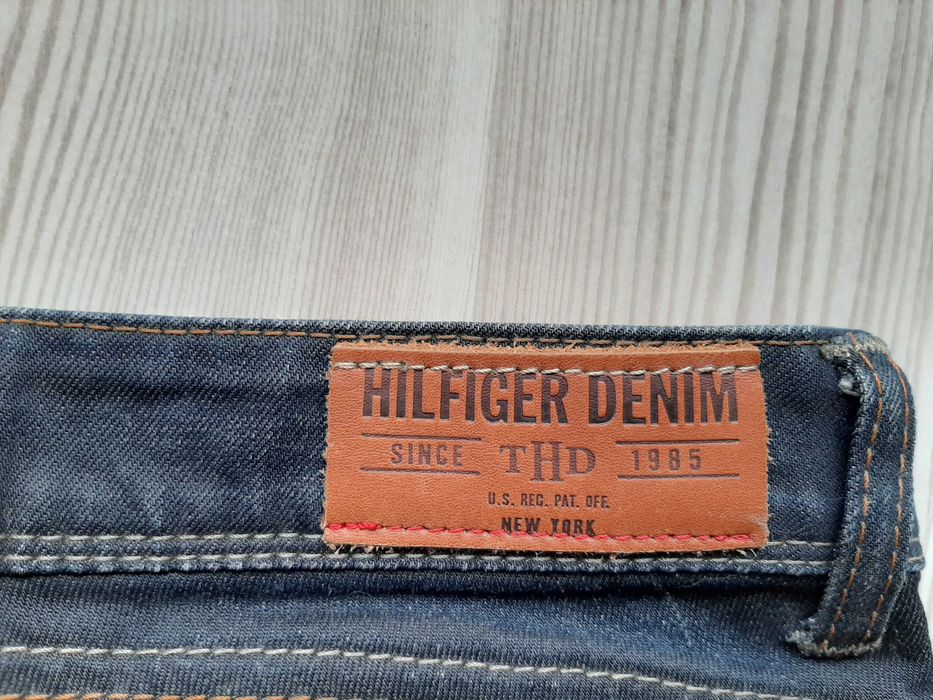 HILFIGER DENIM
SINCE THD 1985
U.S. REG. PAT. OFF.
NEW YORK